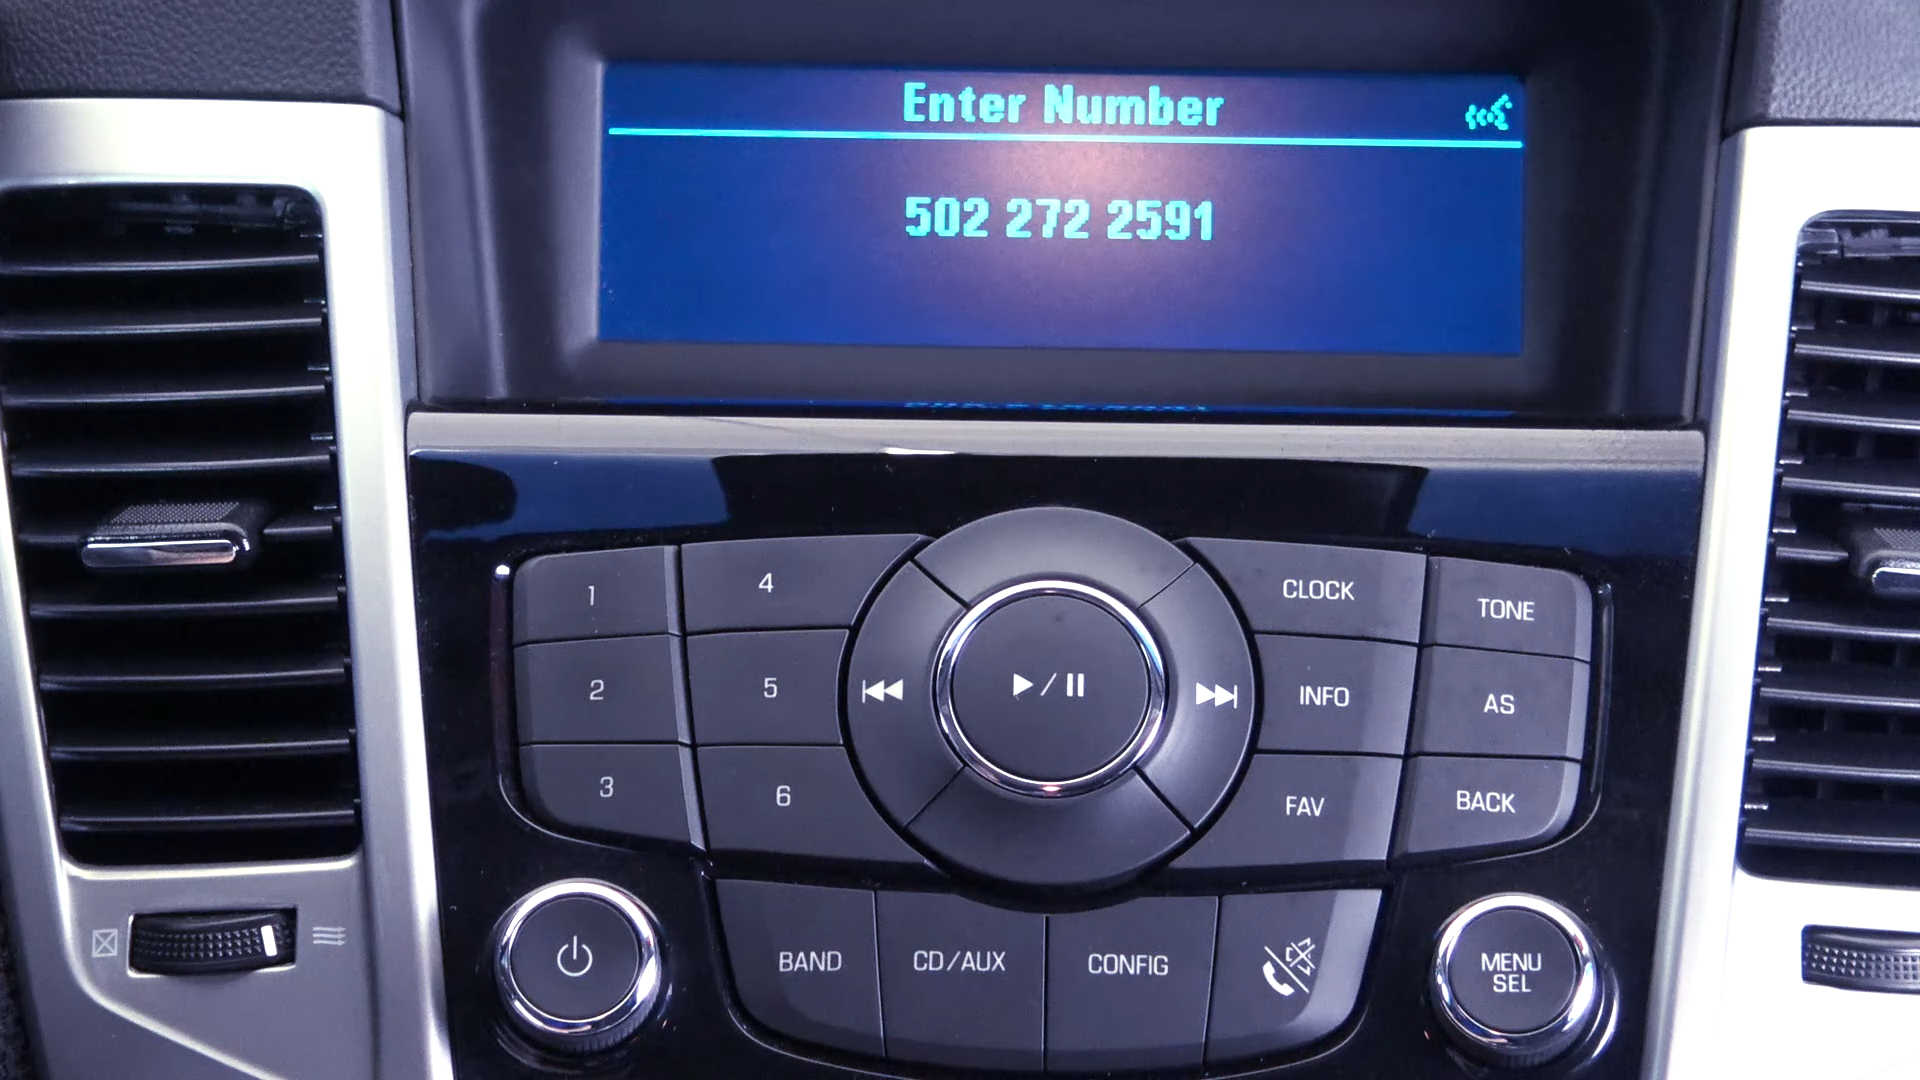 Enter Number
502 272 2591
1
4
CLOCK
TONE
2
5
INFO
AS
3
6
FAV
BACK
BAND
CD/AUX
CONFIG
MENU
SEL